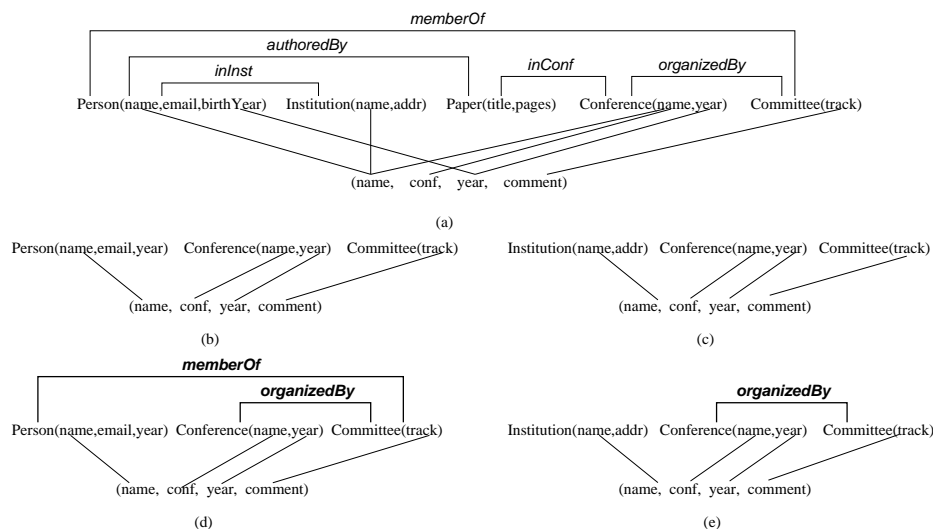 memberOf
authoredBy
inInst inConf organizedBy
Person(name,email,birthYear) Institution(name,addr) Paper(title,pages) Conference(name,year) Committee(track)
(name, conf, year, comment)
(a)
Person(name,email,year) Conference(name,year) Committee(track)
(name, conf, year, comment)
(b)
Institution(name,addr) Conference(name,year) Committee(track)
(name, conf, year, comment)
(c)
memberOf
organizedBy
Person(name,email,year) Conference(name,year) Committee(track)
(name, conf, year, comment)
(d)
organizedBy
Institution(name,addr) Conference(name,year) Committee(track)
(name, conf, year, comment)
(e)